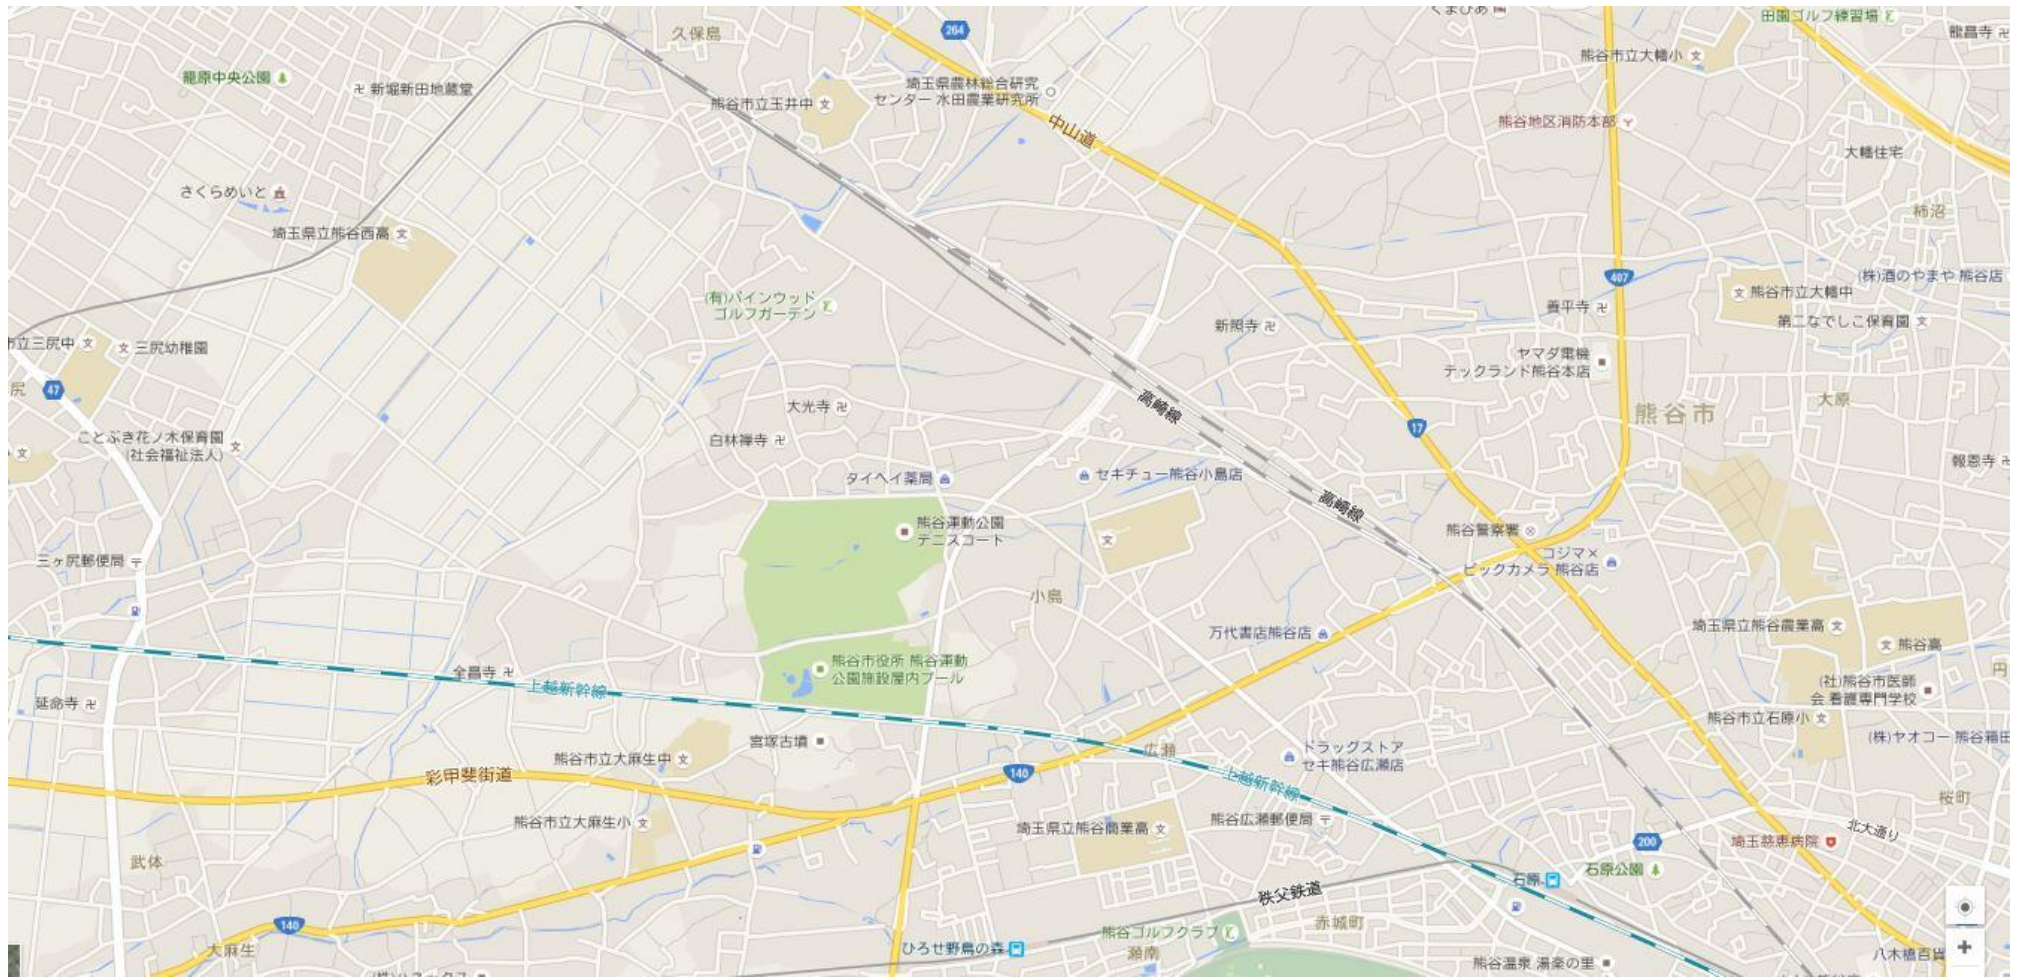 久保島
264
くまぴあ
田園ゴルフ練習場
龍昌寺
熊谷市立大幡小
籠原中央公園
新堀新田地蔵堂
熊谷市立玉井中
埼玉県農林総合研究
センター 水田農業研究所
中山道
熊谷地区消防本部
大幡住宅
さくらめいと
埼玉県立熊谷西高
柿沼
407
(株)酒のやまや 熊谷店
熊谷市立大幡中
(有)パインウッド
ゴルフガーデン
善平寺
新照寺
第二なでしこ保育園
市立三尻中
三尻幼稚園
ヤマダ電機
テックランド熊谷本店
尻
47
大光寺
高崎線
熊谷市
大原
17
ことぶき花ノ木保育園
(社会福祉法人)
白林禅寺
報恩寺
タイヘイ薬局
セキチュー熊谷小島店
高崎線
熊谷運動公園
テニスコート
熊谷警察署
コジマ×
ビックカメラ 熊谷店
三ヶ尻郵便局
小島
万代書店熊谷店
埼玉県立熊谷農業高
熊谷高
円
全昌寺
上越新幹線
熊谷市役所 熊谷運動
公園施設屋内プール
(社)熊谷市医師
会 看護専門学校
延命寺
熊谷市立石原小
(株)ヤオコー 熊谷箱田
宮塚古墳
広瀬
ドラッグストア
セキ熊谷広瀬店
熊谷市立大麻生中
彩甲斐街道
140
上越新幹線
桜町
熊谷市立大麻生小
埼玉県立熊谷商業高
熊谷広瀬郵便局
北大通り
200
埼玉慈恵病院
武体
石原
石原公園
秩父鉄道
140
大麻生
ひろせ野鳥の森
熊谷ゴルフクラブ
瀬南
赤城町
八木橋百貨
熊谷温泉 湯楽の里